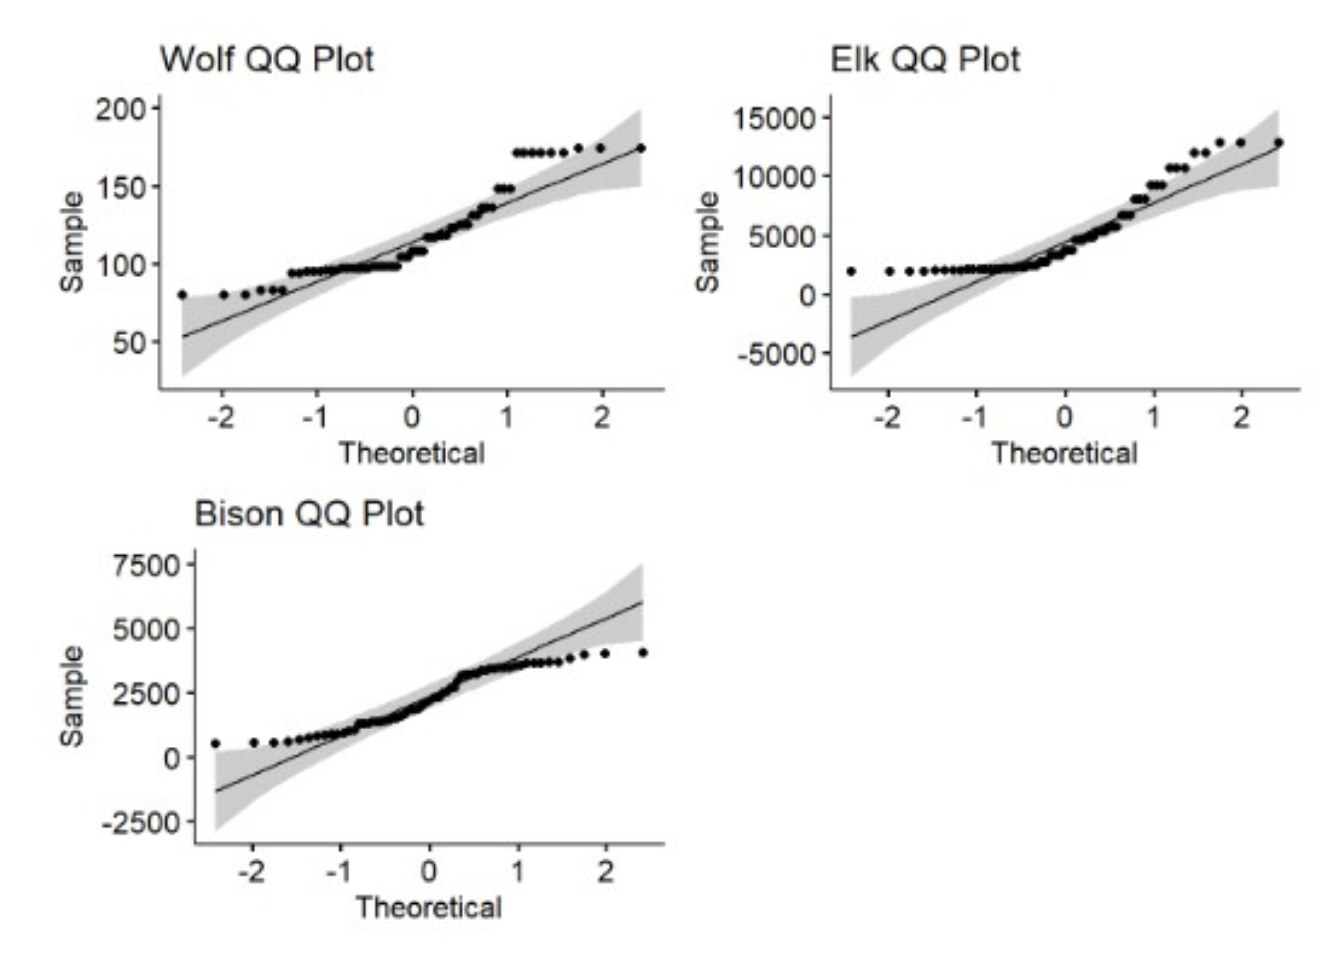 Wolf QQ Plot
200
150
100
50
Sample
-2 -1 0 1 2
Theoretical
Elk QQ Plot
15000
10000
5000
0
-5000
Sample
-2 -1 0 1 2
Theoretical
Bison QQ Plot
7500
5000
2500
0
-2500
Sample
-2 -1 0 1 2
Theoretical